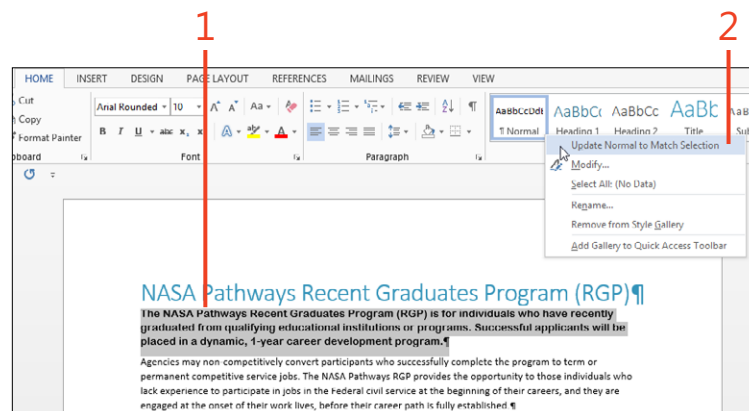 1
2
HOME INSERT DESIGN PAGE LAYOUT REFERENCES MAILINGS REVIEW VIEW
Cut
Copy
Format Painter
Arial Rounded 10 A A Aa
B I U abc x, x A aby A
AaBbCcDdE AaBbCc AaBbCc AaBb AaB
¶ Normal Heading 1 Heading 2 Title Sub
pboard Font Paragraph
Update Normal to Match Selection
Modify...
Select All: (No Data)
Rename...
Remove from Style Gallery
Add Gallery to Quick Access Toolbar
NASA Pathways Recent Graduates Program (RGP)¶
The NASA Pathways Recent Graduates Program (RGP) is for individuals who have recently
graduated from qualifying educational institutions or programs. Successful applicants will be
placed in a dynamic, 1-year career development program.¶
Agencies may non-competitively convert participants who successfully complete the program to term or
permanent competitive service jobs. The NASA Pathways RGP provides the opportunity to those individuals who
lack experience to participate in jobs in the Federal civil service at the beginning of their careers, and they are
engaged at the onset of their work lives, before their career path is fully established.¶